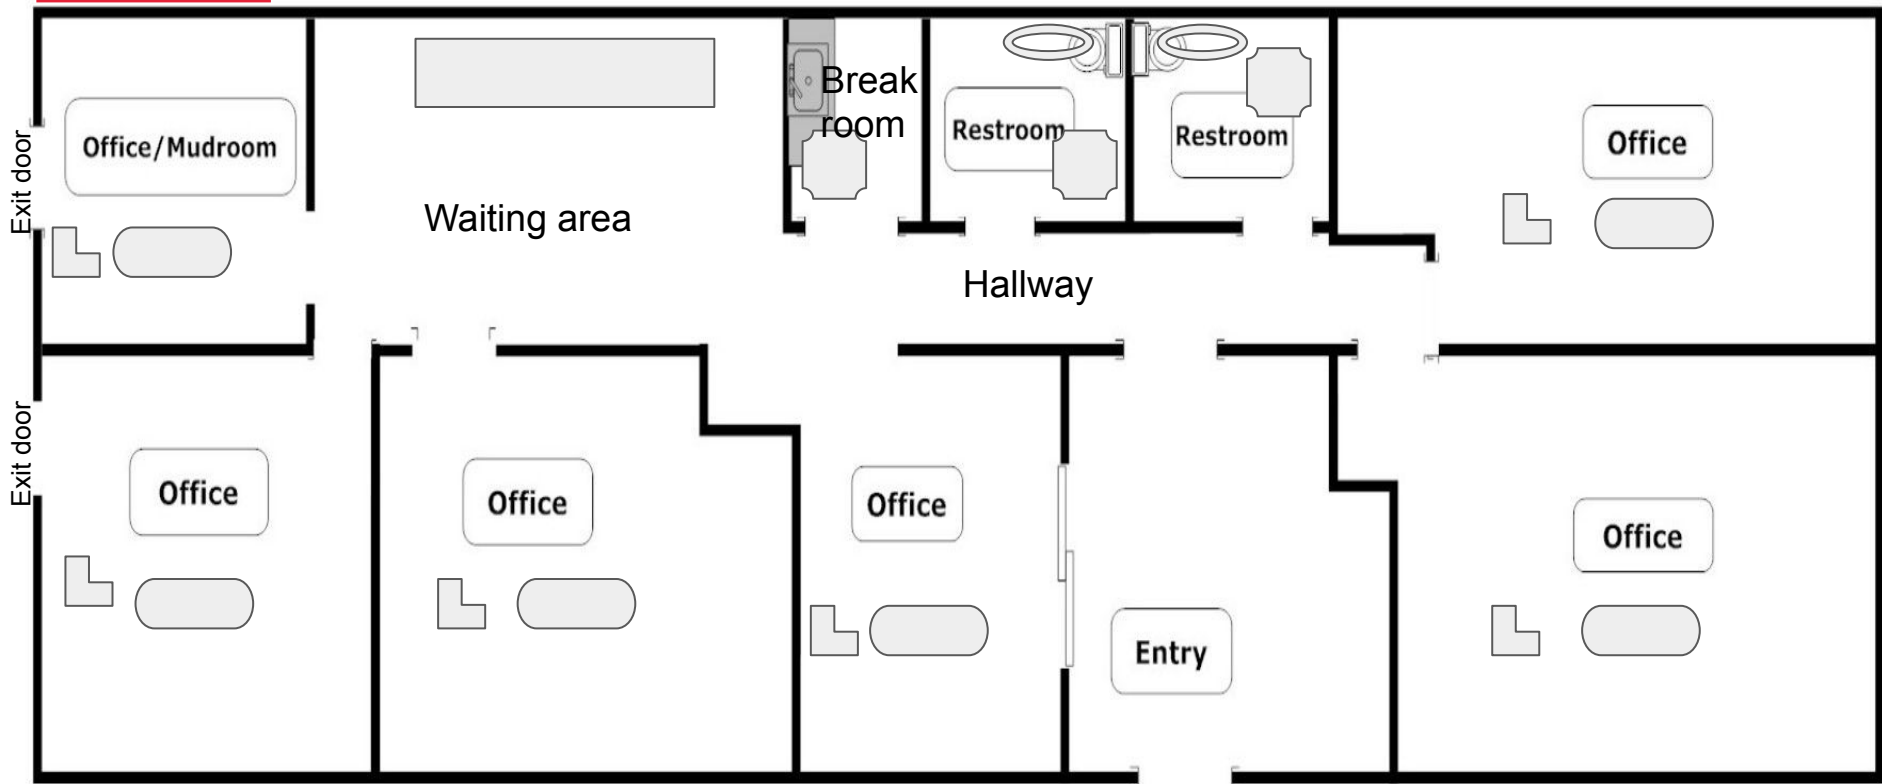 Exit door
Office/Mudroom
Waiting area
Break
room
Restroom
Restroom
Office
Hallway
Exit door
Office
Office
Office
Entry
Office